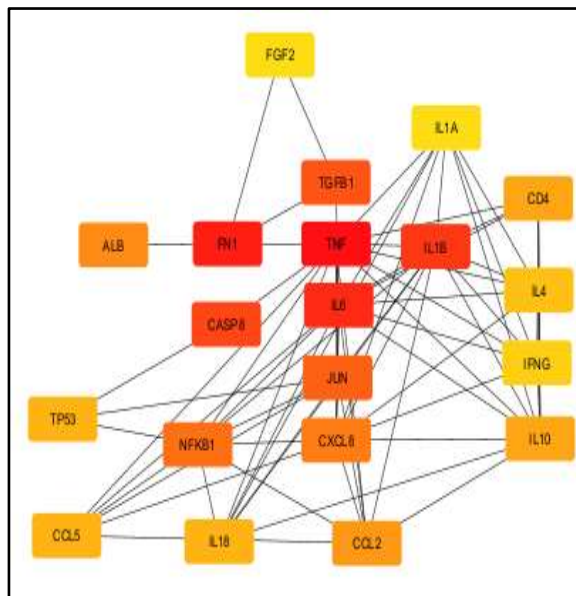 FGF2
IL1A
TGFB1
CD4
ALB
FN1
TNF
IL1B
IL4
IL6
CASP8
IFNG
JUN
TP53
NFKB1
CXCL8
IL10
CCL5
IL18
CCL2